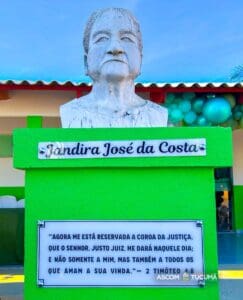 Jandira José da Costa
"AGORA ME ESTÁ RESERVADA A COROA DA JUSTIÇA,
QUE O SENHOR, JUSTO JUIZ, ME DARÁ NAQUELE DIA;
E NÃO SOMENTE A MIM, MAS TAMBÉM A TODOS OS
QUE AMAM A SUA VINDA."— 2 TIMÓTEO 4:8
ASCOM TUCUMÃ